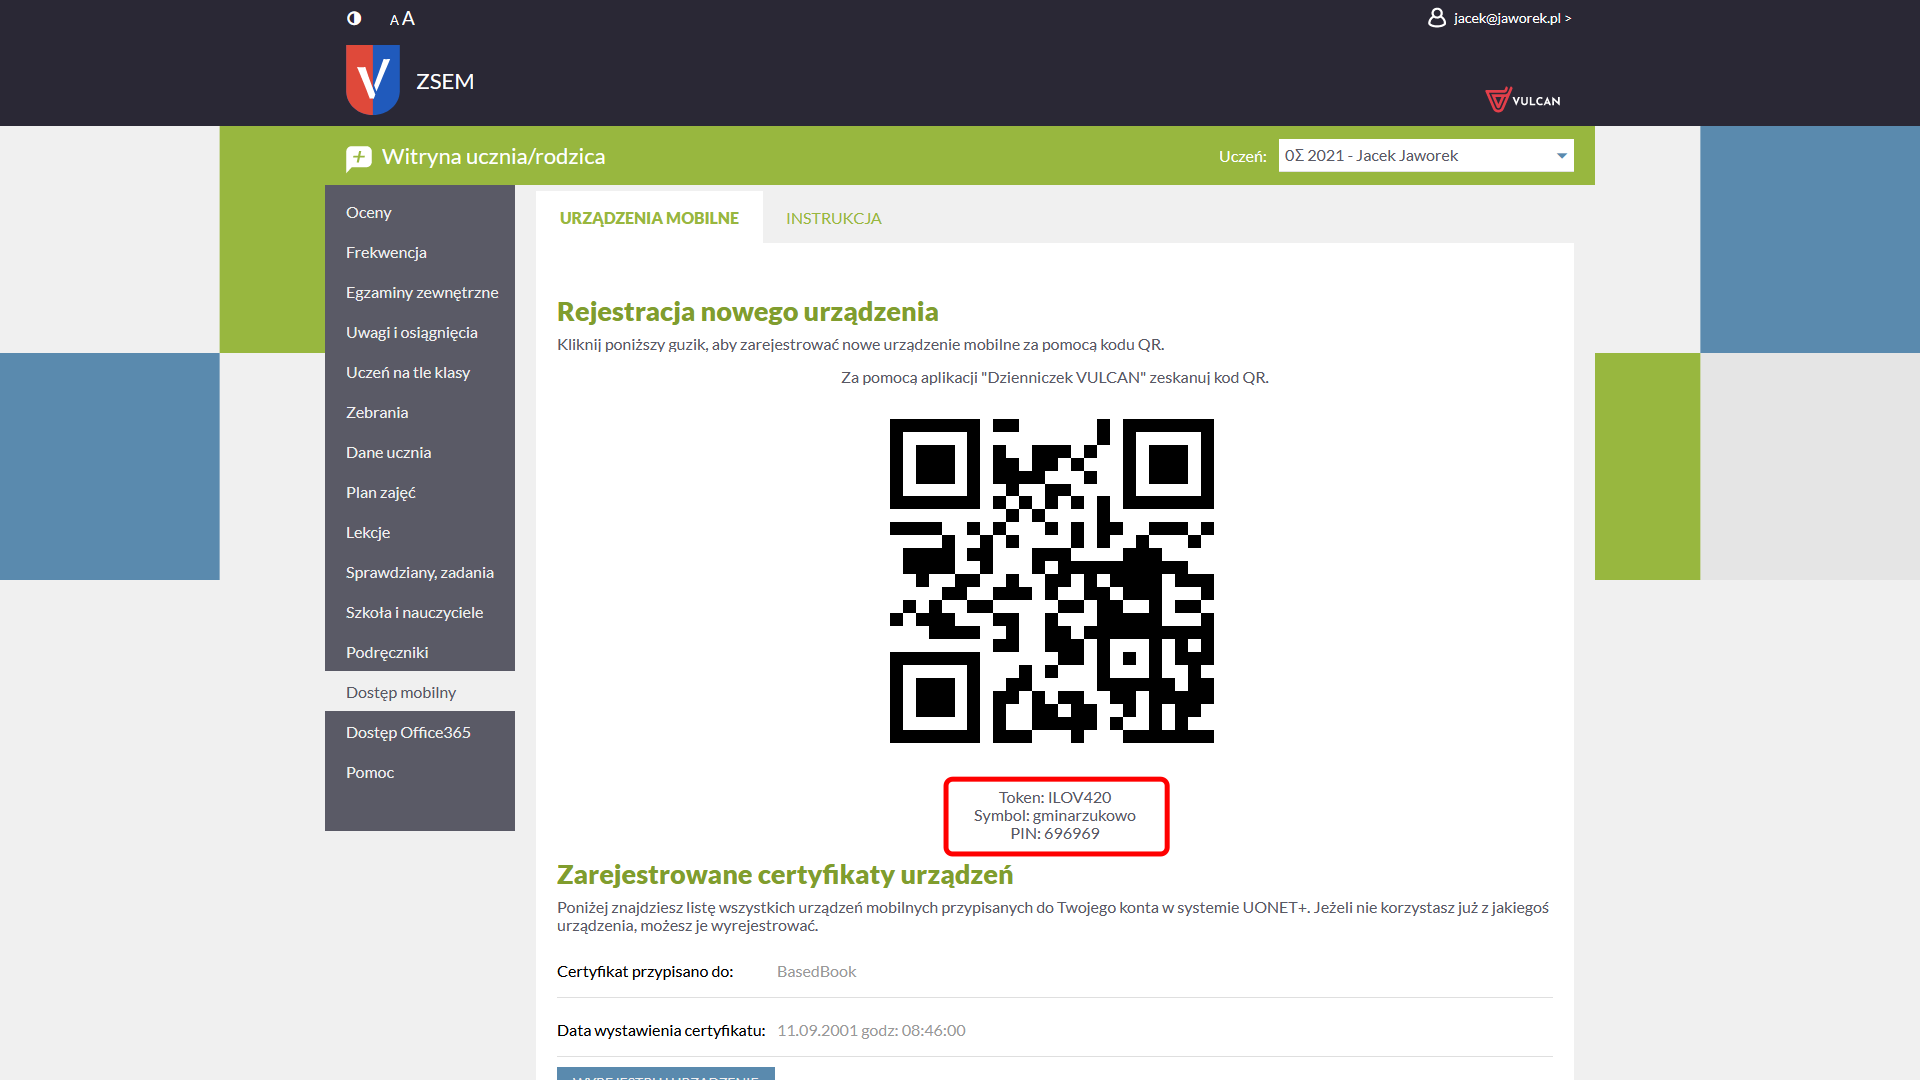 A A
jacek@jaworek.pl >
V ZSEM
VULCAN
Witryna ucznia/rodzica
Uczeń: 0Σ 2021 - Jacek Jaworek
Oceny
Frekwencja
Egzaminy zewnętrzne
Uwagi i osiągnięcia
Uczeń na tle klasy
Zebrania
Dane ucznia
Plan zajęć
Lekcje
Sprawdziany, zadania
Szkoła i nauczyciele
Podręczniki
Dostęp mobilny
Dostęp Office365
Pomoc
URZĄDZENIA MOBILNE INSTRUKCJA
Rejestracja nowego urządzenia
Kliknij poniższy guzik, aby zarejestrować nowe urządzenie mobilne za pomocą kodu QR.
Za pomocą aplikacji "Dzienniczek VULCAN" zeskanuj kod QR.
Token: ILOV420
Symbol: gminarzukowo
PIN: 696969
Zarejestrowane certyfikaty urządzeń
Poniżej znajdziesz listę wszystkich urządzeń mobilnych przypisanych do Twojego konta w systemie UONET+. Jeżeli nie korzystasz już z jakiegoś
urządzenia, możesz je wyrejestrować.
Certyfikat przypisano do: BasedBook
Data wystawienia certyfikatu: 11.09.2001 godz: 08:46:00
WYREJESTRUJ URZĄDZENIE